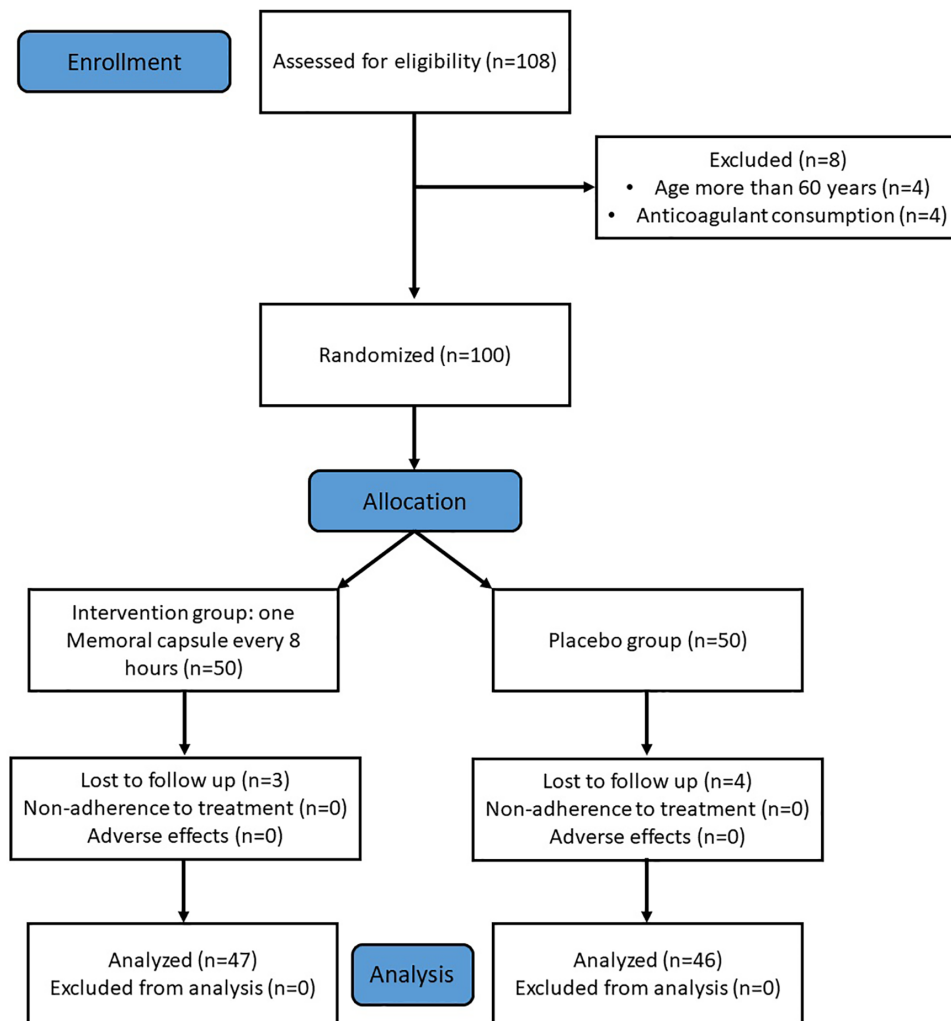 Enrollment
Assessed for eligibility (n=108)
Excluded (n=8)
• Age more than 60 years (n=4)
• Anticoagulant consumption (n=4)
Randomized (n=100)
Allocation
Intervention group: one
Memoral capsule every 8
hours (n=50)
Placebo group (n=50)
Lost to follow up (n=3)
Non-adherence to treatment (n=0)
Adverse effects (n=0)
Lost to follow up (n=4)
Non-adherence to treatment (n=0)
Adverse effects (n=0)
Analyzed (n=47)
Excluded from analysis (n=0)
Analysis
Analyzed (n=46)
Excluded from analysis (n=0)